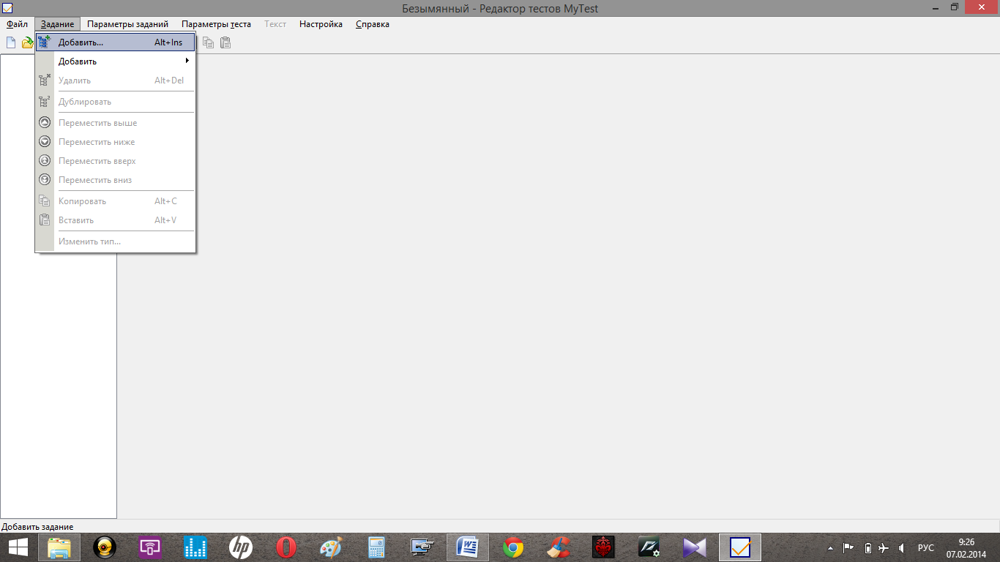 Безымянный - Редактор тестов MyTest
Файл Задание Параметры заданий Параметры теста Текст Настройка Справка
Добавить... Alt+Ins
Добавить
Удалить Alt+Del
Дублировать
Переместить выше
Переместить ниже
Переместить вверх
Переместить вниз
Копировать Alt+C
Вставить Alt+V
Изменить тип...
Добавить задание
hp
РУС
9:26
07.02.2014